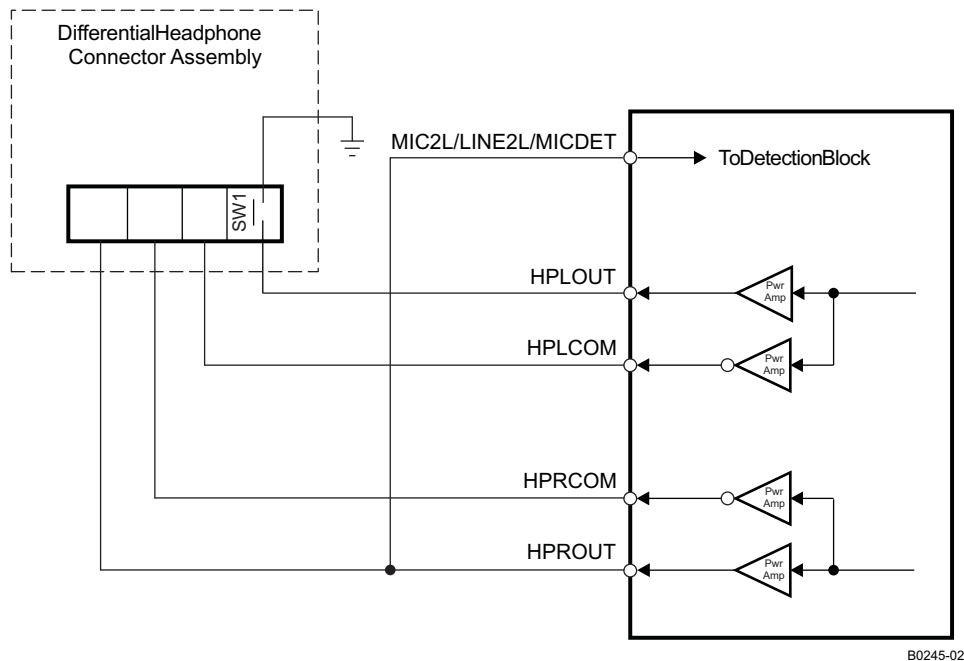 DifferentialHeadphone
Connector Assembly
SW1
MIC2L/LINE2L/MICDET
ToDetectionBlock
HPLOUT
Pwr
Amp
HPLCOM
Pwr
Amp
HPRCOM
Pwr
Amp
HPROUT
Pwr
Amp
B0245-02